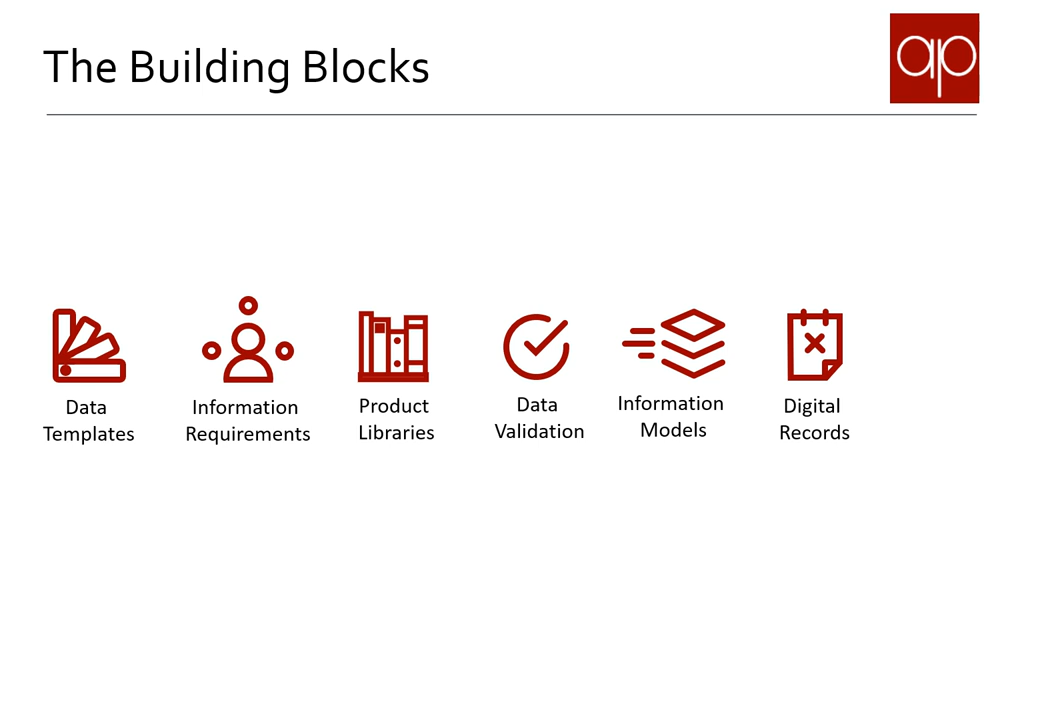 The Building Blocks
ap
Data
Templates
Information
Requirements
Product
Libraries
Data
Validation
Information
Models
Digital
Records